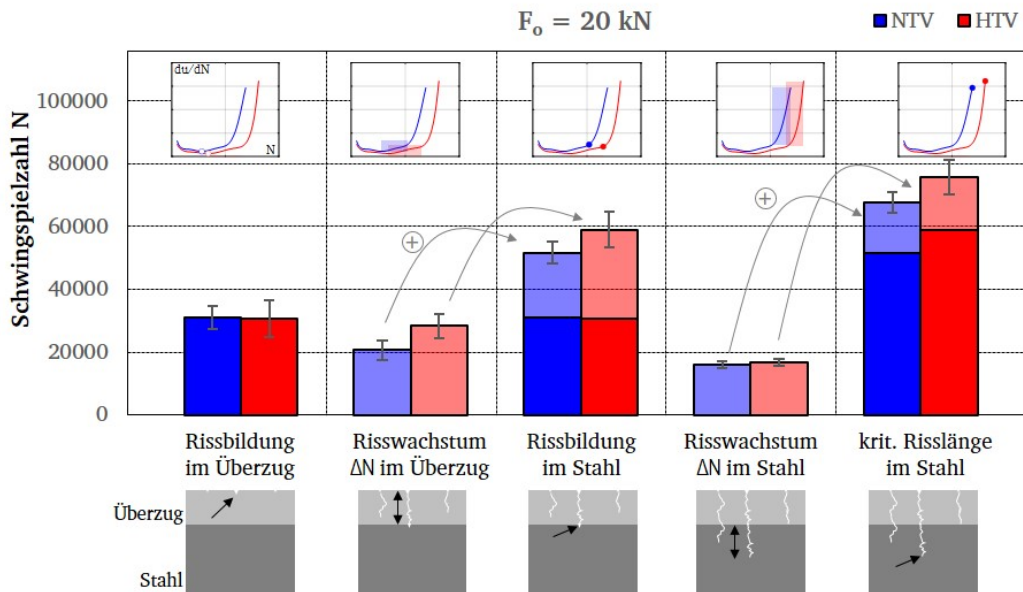 F₀ = 20 kN
NTV HTV
Schwingspielzahl N
100000
80000
60000
40000
20000
0
du/dN
N
Rissbildung
im Überzug
Risswachstum
ΔN im Überzug
Rissbildung
im Stahl
Risswachstum
ΔN im Stahl
krit. Risslänge
im Stahl
Überzug
Stahl